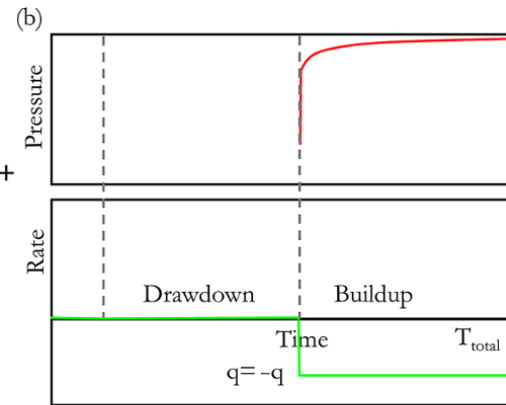 (b)
Pressure
+
Rate
Drawdown
Buildup
Time
T_total
q= -q